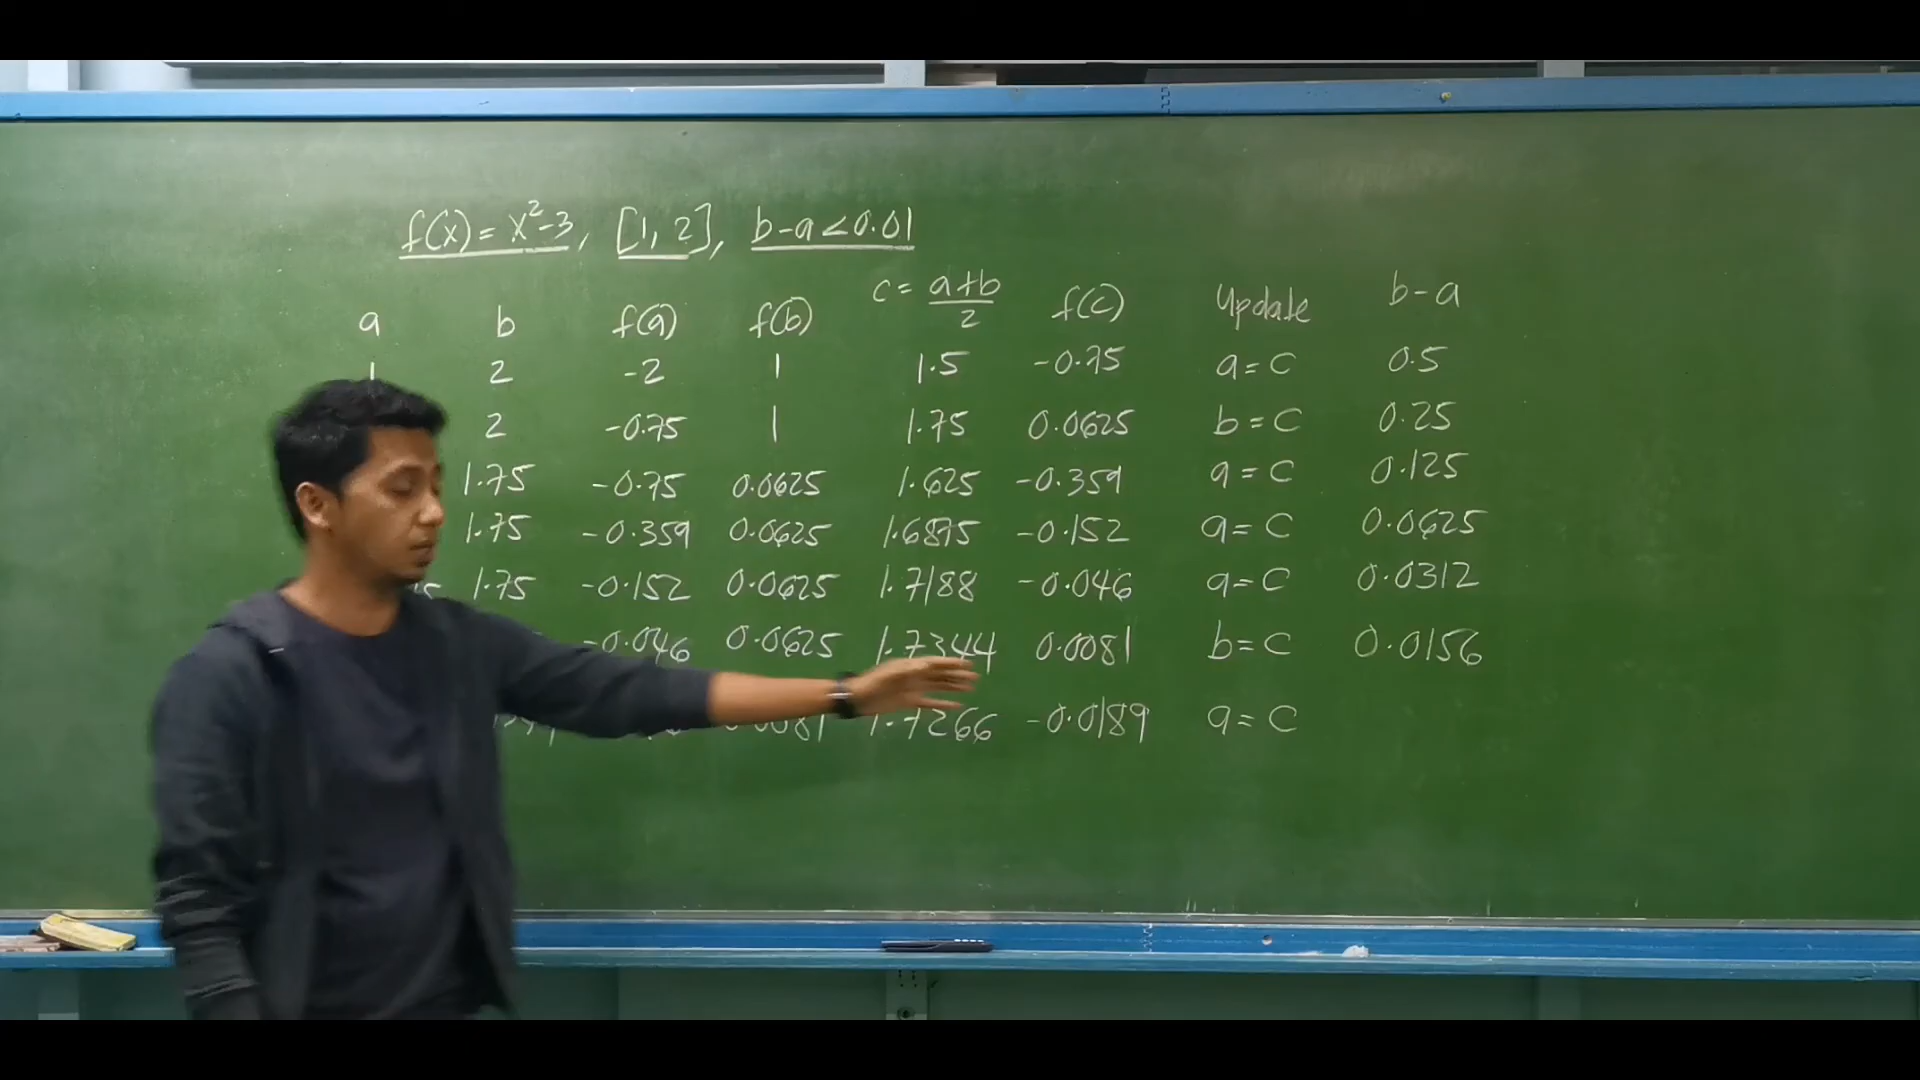 f(x) = x²-3, [1, 2], b-a < 0.01
a b f(a) f(b) c = a+b/2 f(c) Update b-a
1 2 -2 1 1.5 -0.75 a = c 0.5
2 -0.75 1 1.75 0.0625 b = c 0.25
1.75 -0.75 0.0625 1.625 -0.359 a = c 0.125
1.75 -0.359 0.0625 1.6875 -0.152 a = c 0.0625
1.75 -0.152 0.0625 1.7188 -0.046 a = c 0.0312
-0.046 0.0625 1.7344 0.0081 b = c 0.0156
1.7266 -0.0189 a = c